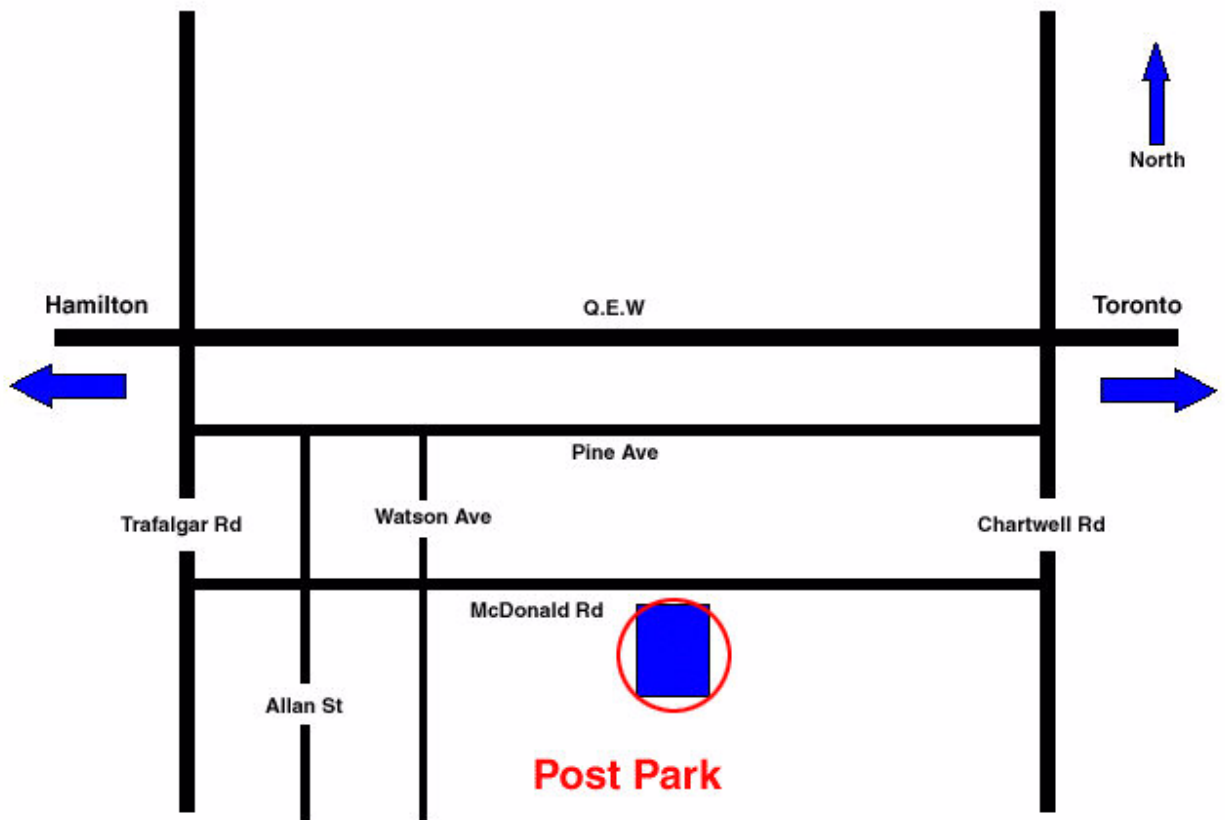 North
Hamilton
Q.E.W
Toronto
Pine Ave
Trafalgar Rd
Watson Ave
Chartwell Rd
McDonald Rd
Allan St
Post Park